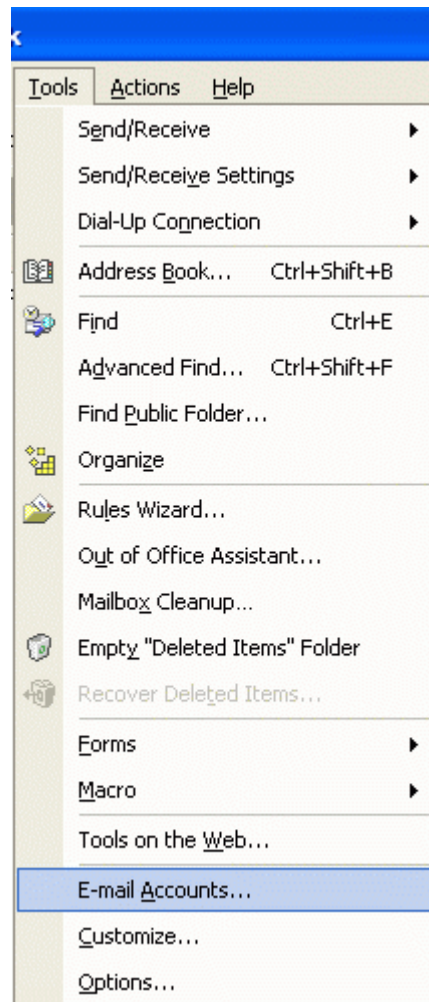 Tools Actions Help
Send/Receive
Send/Receive Settings
Dial-Up Connection
Address Book... Ctrl+Shift+B
Find Ctrl+E
Advanced Find... Ctrl+Shift+F
Find Public Folder...
Organize
Rules Wizard...
Out of Office Assistant...
Mailbox Cleanup...
Empty "Deleted Items" Folder
Recover Deleted Items...
Forms
Macro
Tools on the Web...
E-mail Accounts...
Customize...
Options...